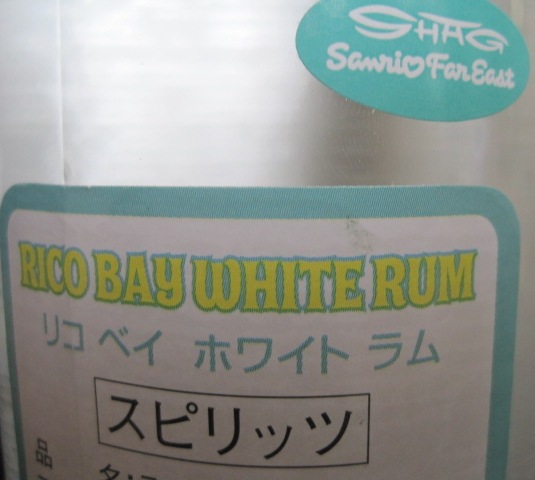 SHAG
Sanrio Far East
RICO BAY WHITE RUM
リコ ベイ ホワイト ラム
スピリッツ
品